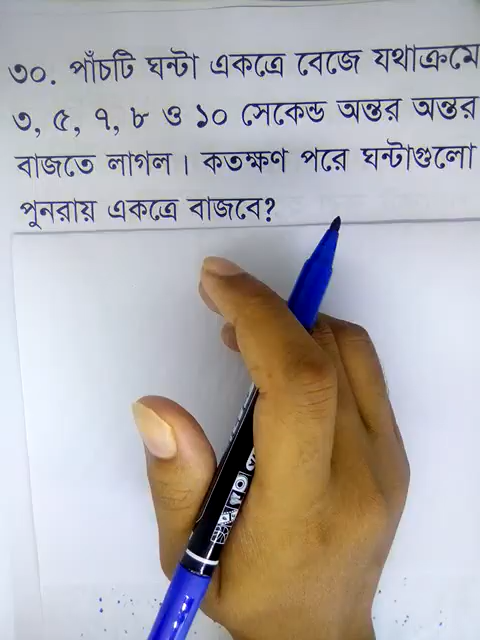 ৩০. পাঁচটি ঘন্টা একত্রে বেজে যথাক্রমে
৩, ৫, ৭, ৮ ও ১০ সেকেন্ড অন্তর অন্তর
বাজতে লাগল। কতক্ষণ পরে ঘন্টাগুলো
পুনরায় একত্রে বাজবে?